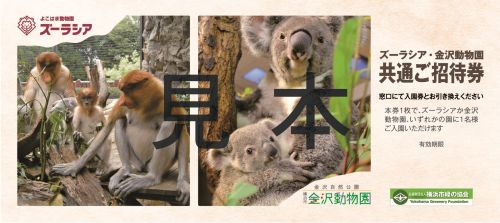 よこはま動物園
ズーラシア
見本
金沢自然公園
横浜市
金沢動物園
ズーラシア・金沢動物園
共通ご招待券
窓口にて入園券とお引き換えください
本券1枚で、ズーラシアか金沢
動物園、いずれかの園に1名様
ご入園いただけます
有効期限
横浜市緑の協会
Yokohama Greenery Foundation